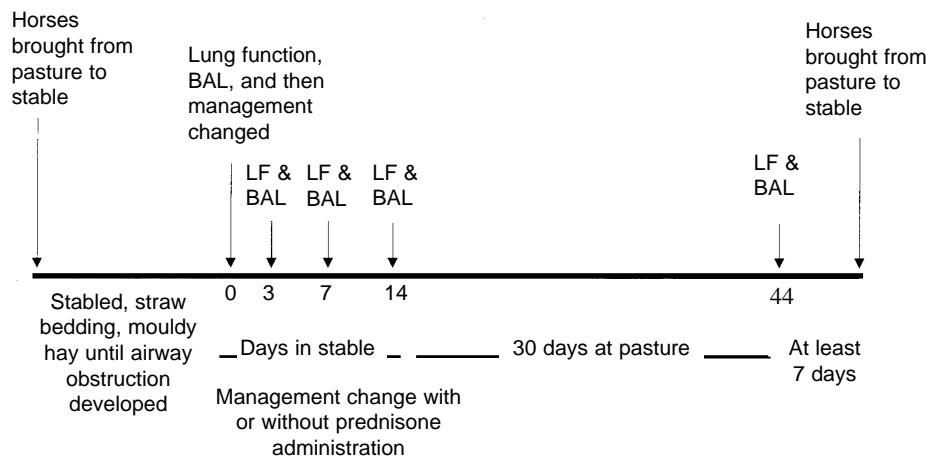 Horses
brought from
pasture to
stable
Lung function,
BAL, and then
management
changed
LF &
BAL
LF &
BAL
LF &
BAL
LF &
BAL
Horses
brought from
pasture to
stable
0
3
7
14
44
Stabled, straw
bedding, mouldy
hay until airway
obstruction
developed
Days in stable
30 days at pasture
At least
7 days
Management change with
or without prednisone
administration